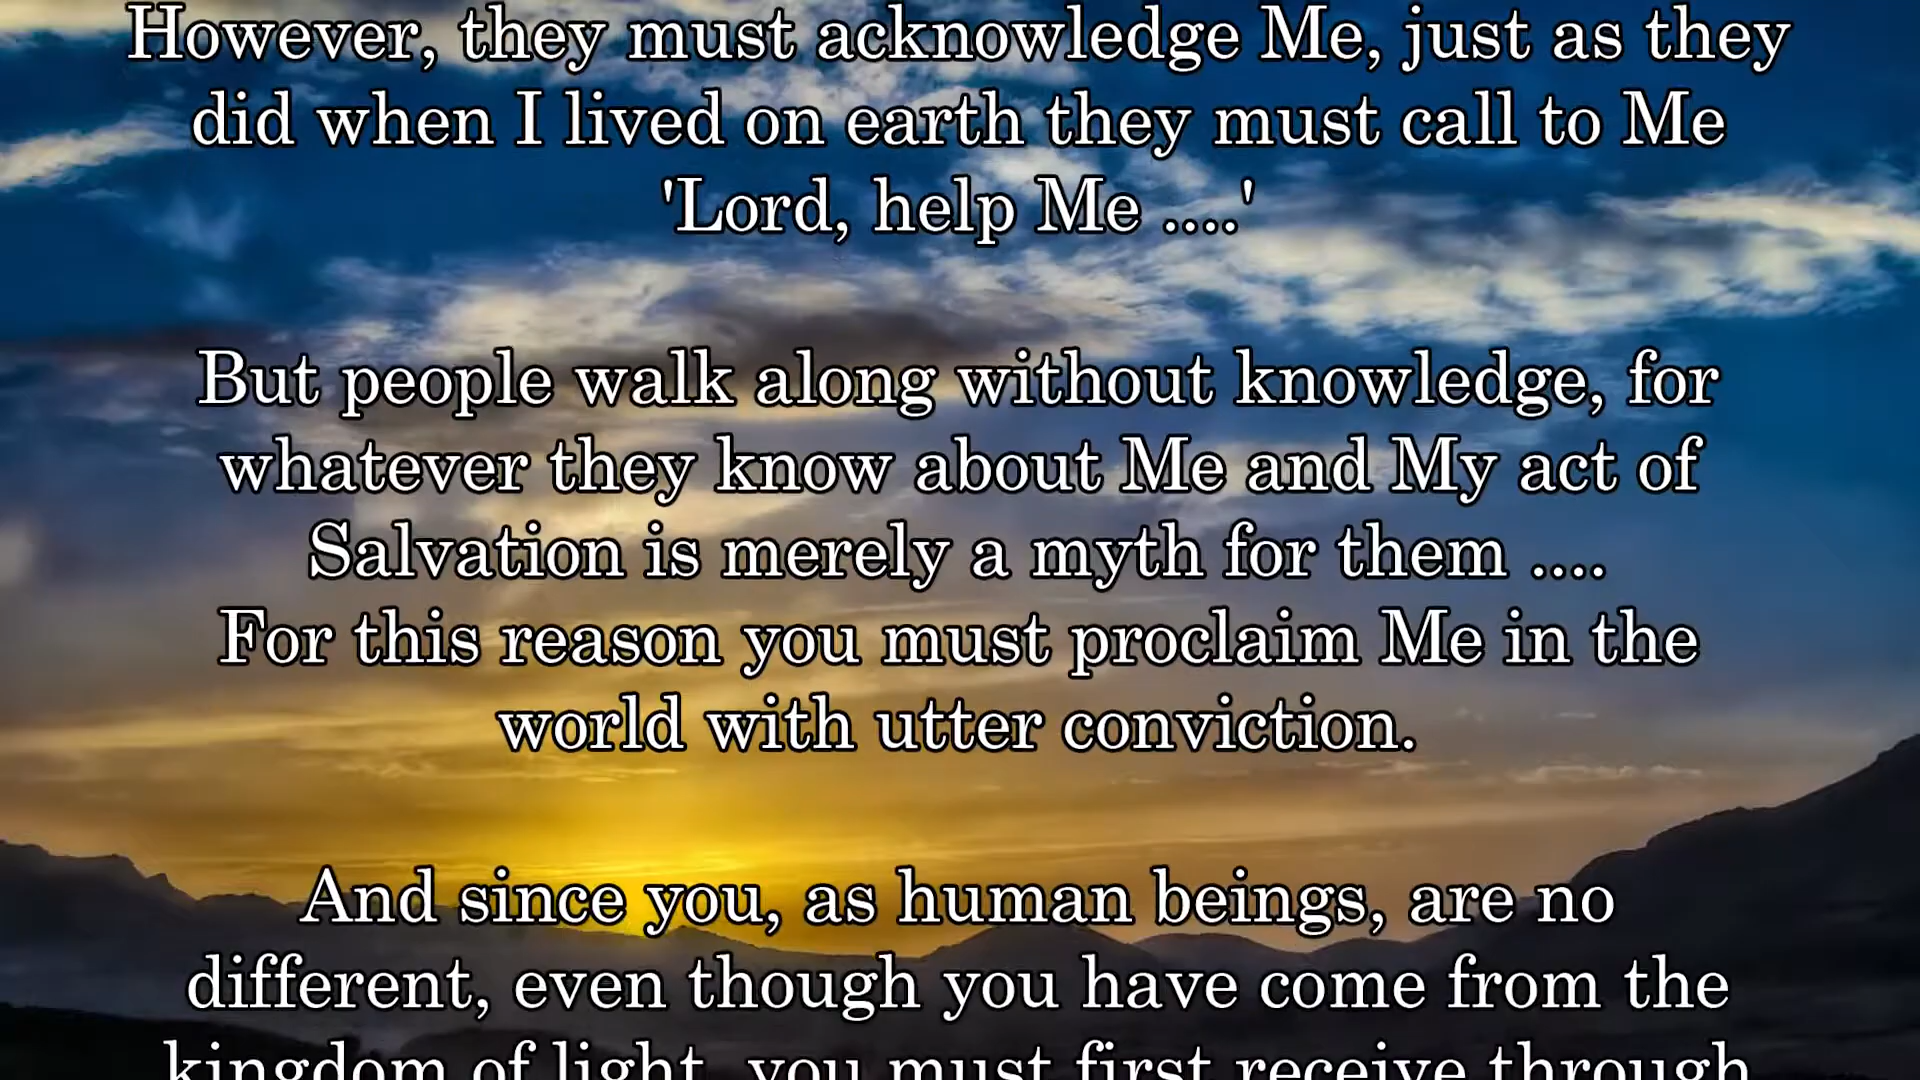 However, they must acknowledge Me, just as they
did when I lived on earth they must call to Me
'Lord, help Me ....'
But people walk along without knowledge, for
whatever they know about Me and My act of
Salvation is merely a myth for them ....
For this reason you must proclaim Me in the
world with utter conviction.
And since you, as human beings, are no
different, even though you have come from the
kingdom of light, you must first receive through